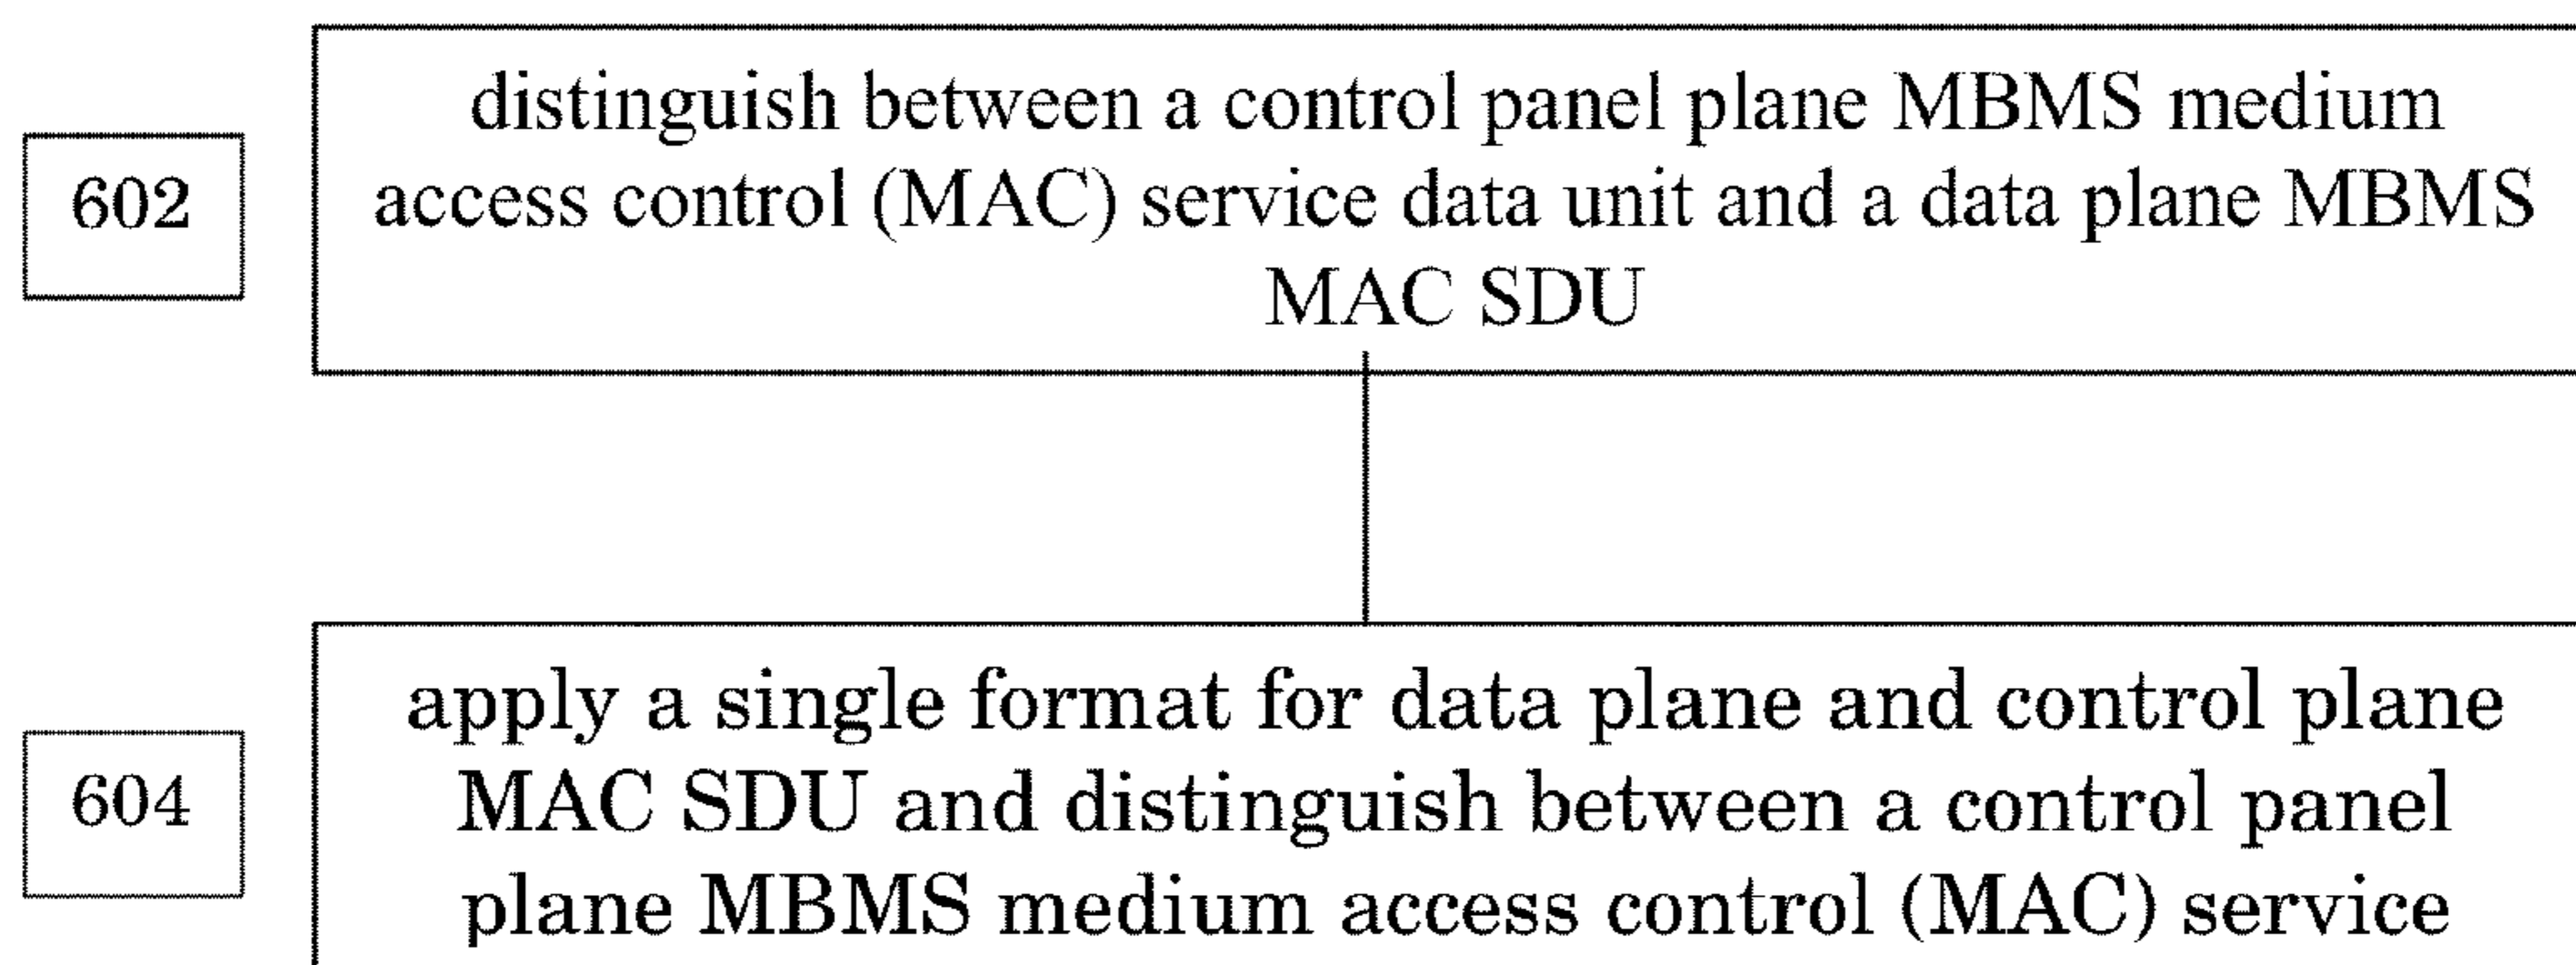 distinguish between a control panel plane MBMS medium
602
access control (MAC) service data unit and a data plane MBMS
MAC SDU
apply a single format for data plane and control plane
604
MAC SDU and distinguish between a control panel
plane MBMS medium access control (MAC) service